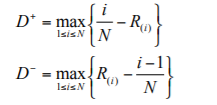 D⁺ = max_{1≤i≤N} { i/N − R_{(i)} }
D⁻ = max_{1≤i≤N} { R_{(i)} − (i−1)/N }